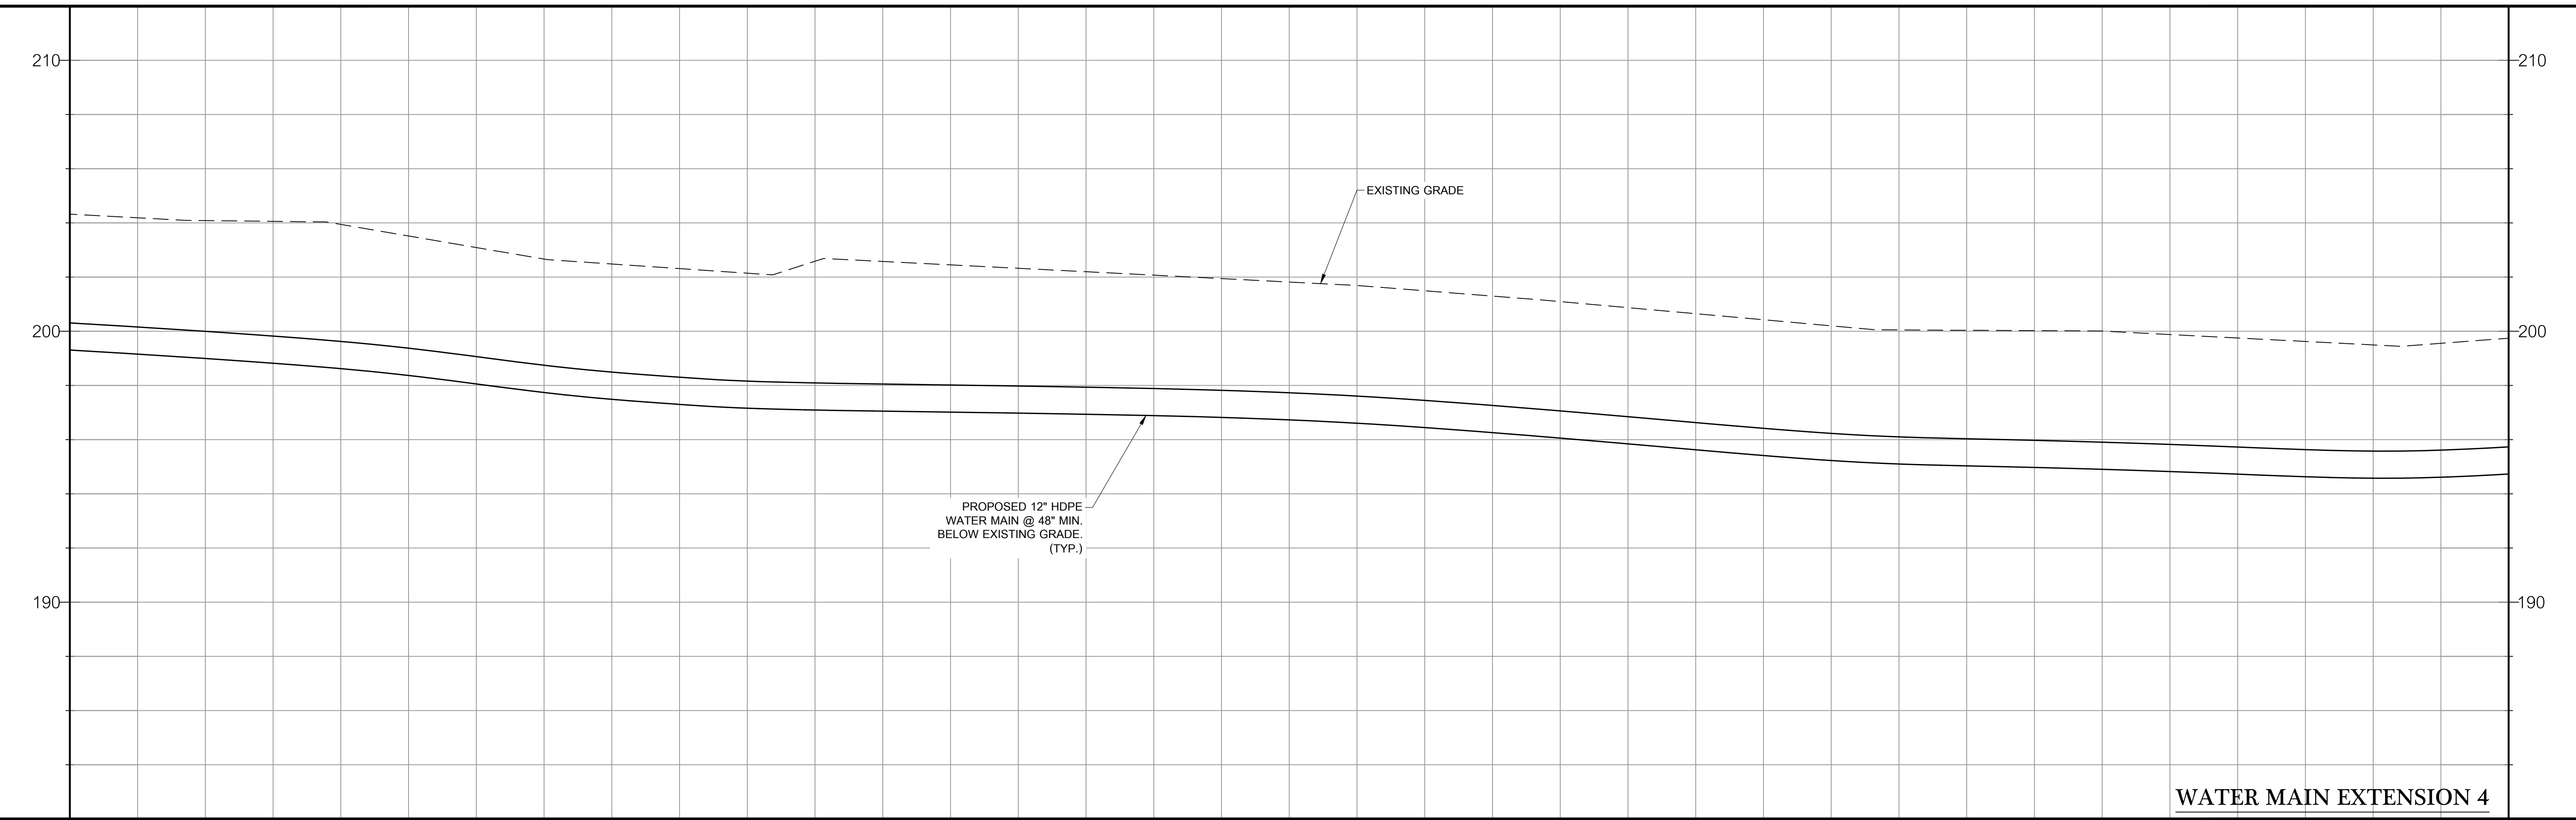 210
210
EXISTING GRADE
200
200
PROPOSED 12" HDPE
WATER MAIN @ 48" MIN.
BELOW EXISTING GRADE.
(TYP.)
190
190
WATER MAIN EXTENSION 4